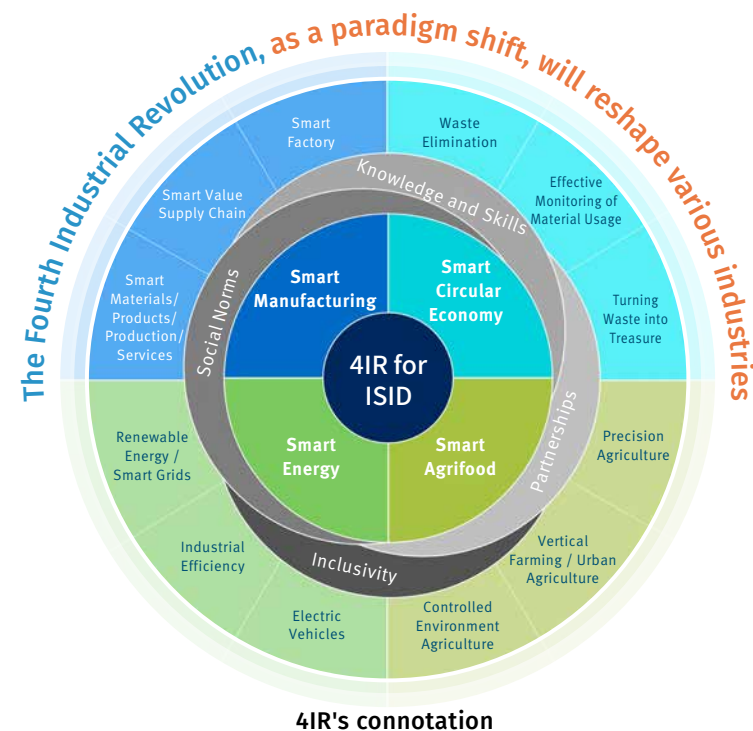 The Fourth Industrial Revolution, as a paradigm shift, will reshape various industries
Smart
Factory
Waste
Elimination
Smart Value
Supply Chain
Knowledge and Skills
Effective
Monitoring of
Material Usage
Smart
Materials/
Products/
Production/
Services
Social Norms
Smart
Manufacturing
Smart
Circular
Economy
Turning
Waste into
Treasure
4IR for
ISID
Renewable
Energy /
Smart Grids
Smart
Energy
Smart
Agrifood
Partnerships
Precision
Agriculture
Industrial
Efficiency
Inclusivity
Vertical
Farming / Urban
Agriculture
Electric
Vehicles
Controlled
Environment
Agriculture
4IR's connotation